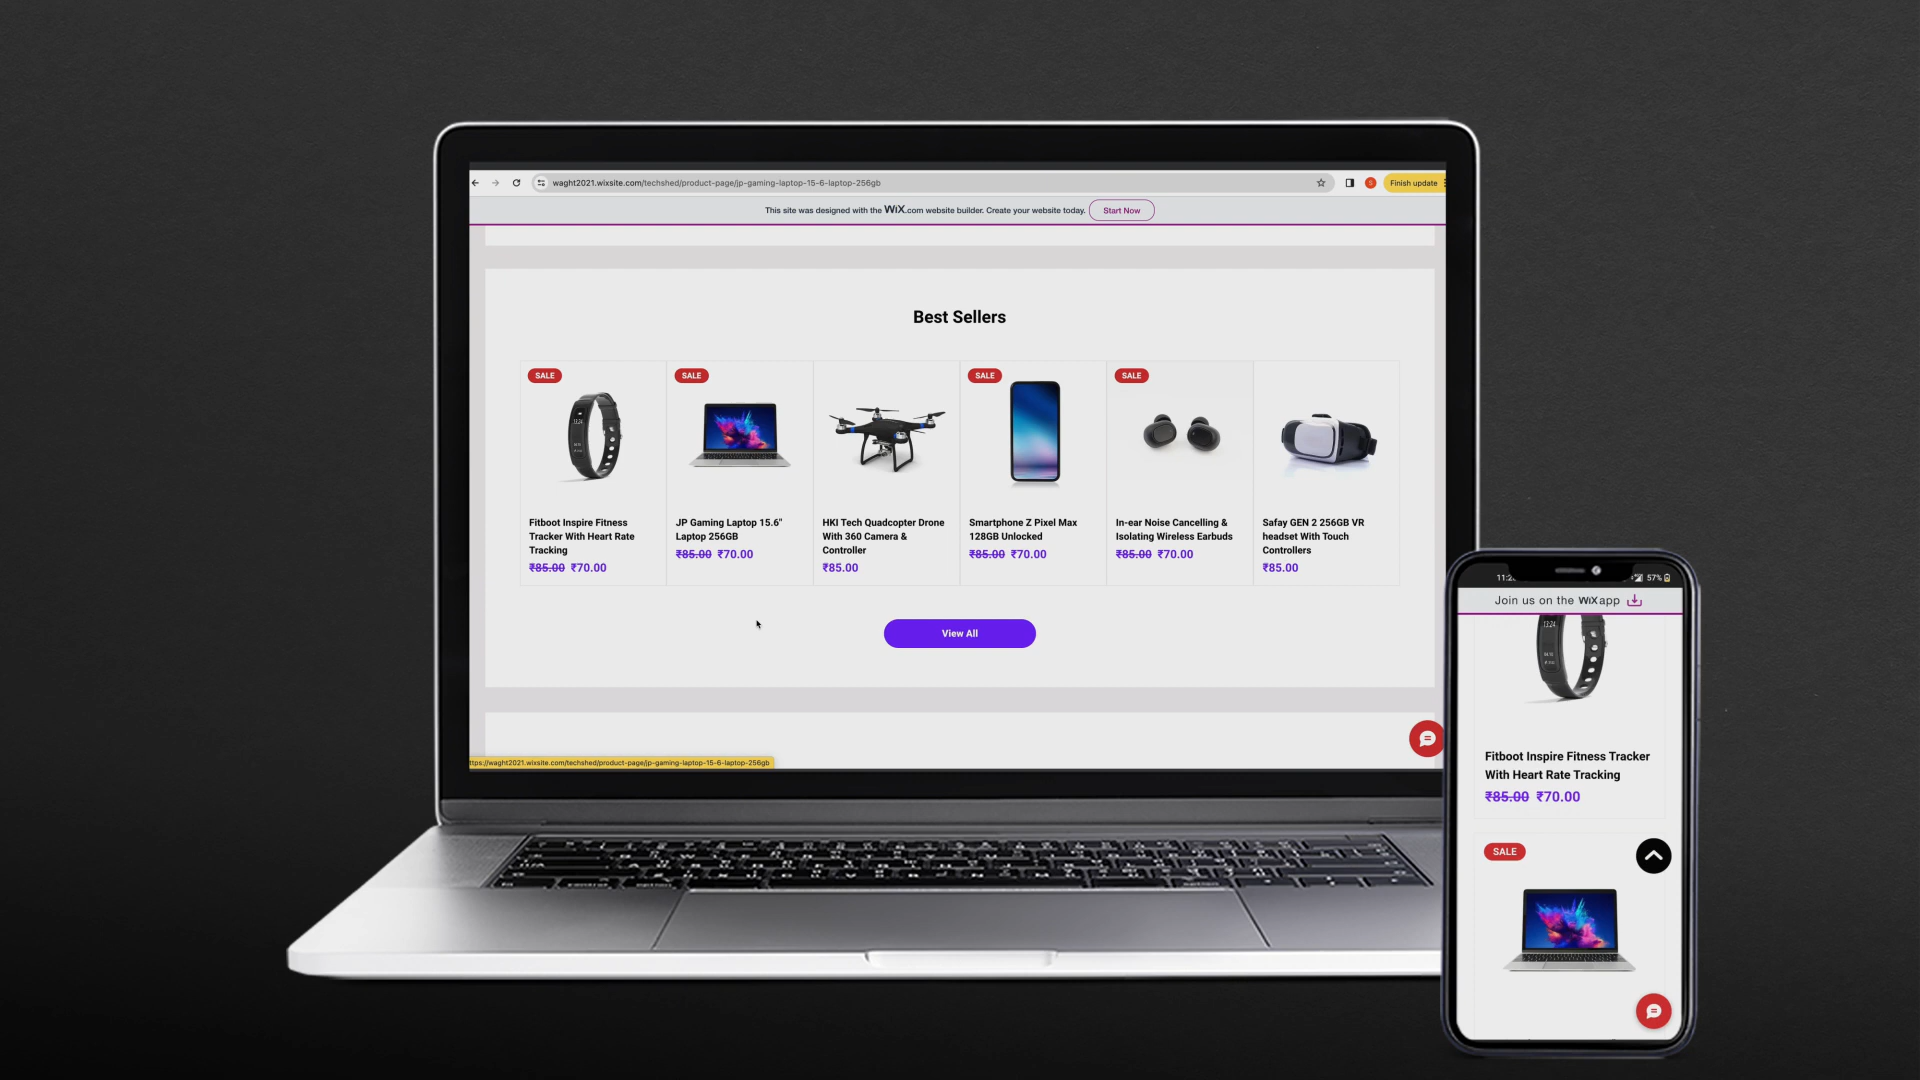 waght2021.wixsite.com/techshed/product-page/jp-gaming-laptop-15-6-laptop-256gb
S
Finish update
This site was designed with the WiX.com website builder. Create your website today.
Start Now
Best Sellers
SALE
SALE
SALE
SALE
13:24
Fitboot Inspire Fitness
Tracker With Heart Rate
Tracking
₹85.00 ₹70.00
JP Gaming Laptop 15.6"
Laptop 256GB
₹85.00 ₹70.00
HKI Tech Quadcopter Drone
With 360 Camera &
Controller
₹85.00
Smartphone Z Pixel Max
128GB Unlocked
₹85.00 ₹70.00
In-ear Noise Cancelling &
Isolating Wireless Earbuds
₹85.00 ₹70.00
Safay GEN 2 256GB VR
headset With Touch
Controllers
₹85.00
View All
ttps://waght2021.wixsite.com/techshed/product-page/jp-gaming-laptop-15-6-laptop-256gb
57%
Join us on the WiX app
13:24
Fitboot Inspire Fitness Tracker
With Heart Rate Tracking
₹85.00 ₹70.00
SALE